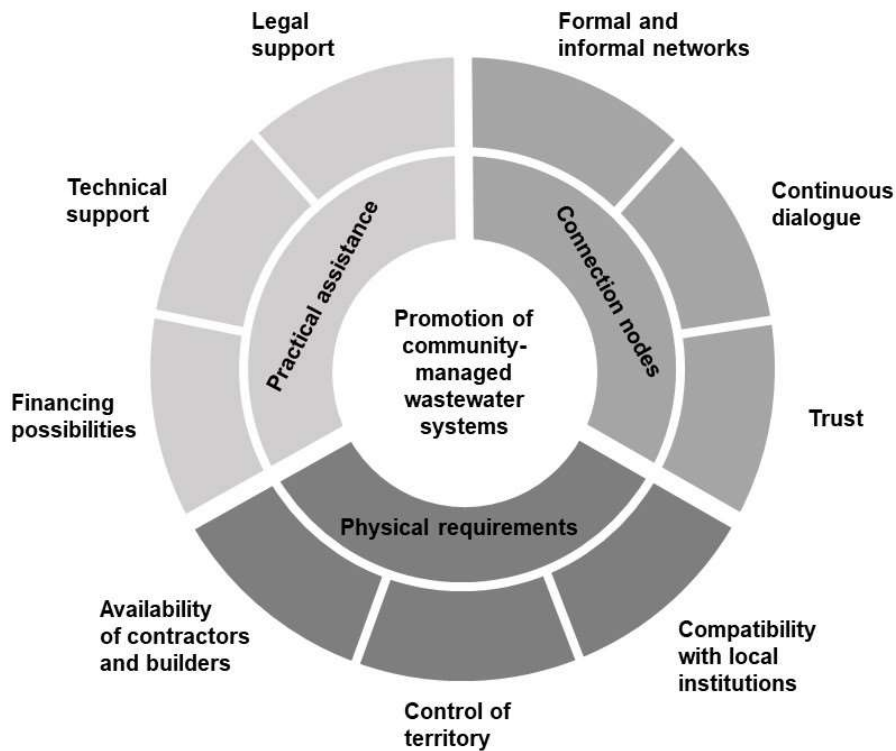 Legal
support
Formal and
informal networks
Technical
support
Continuous
dialogue
Practical assistance
Connection nodes
Promotion of
community-
managed
wastewater
systems
Financing
possibilities
Trust
Physical requirements
Availability
of contractors
and builders
Compatibility
with local
institutions
Control of
territory